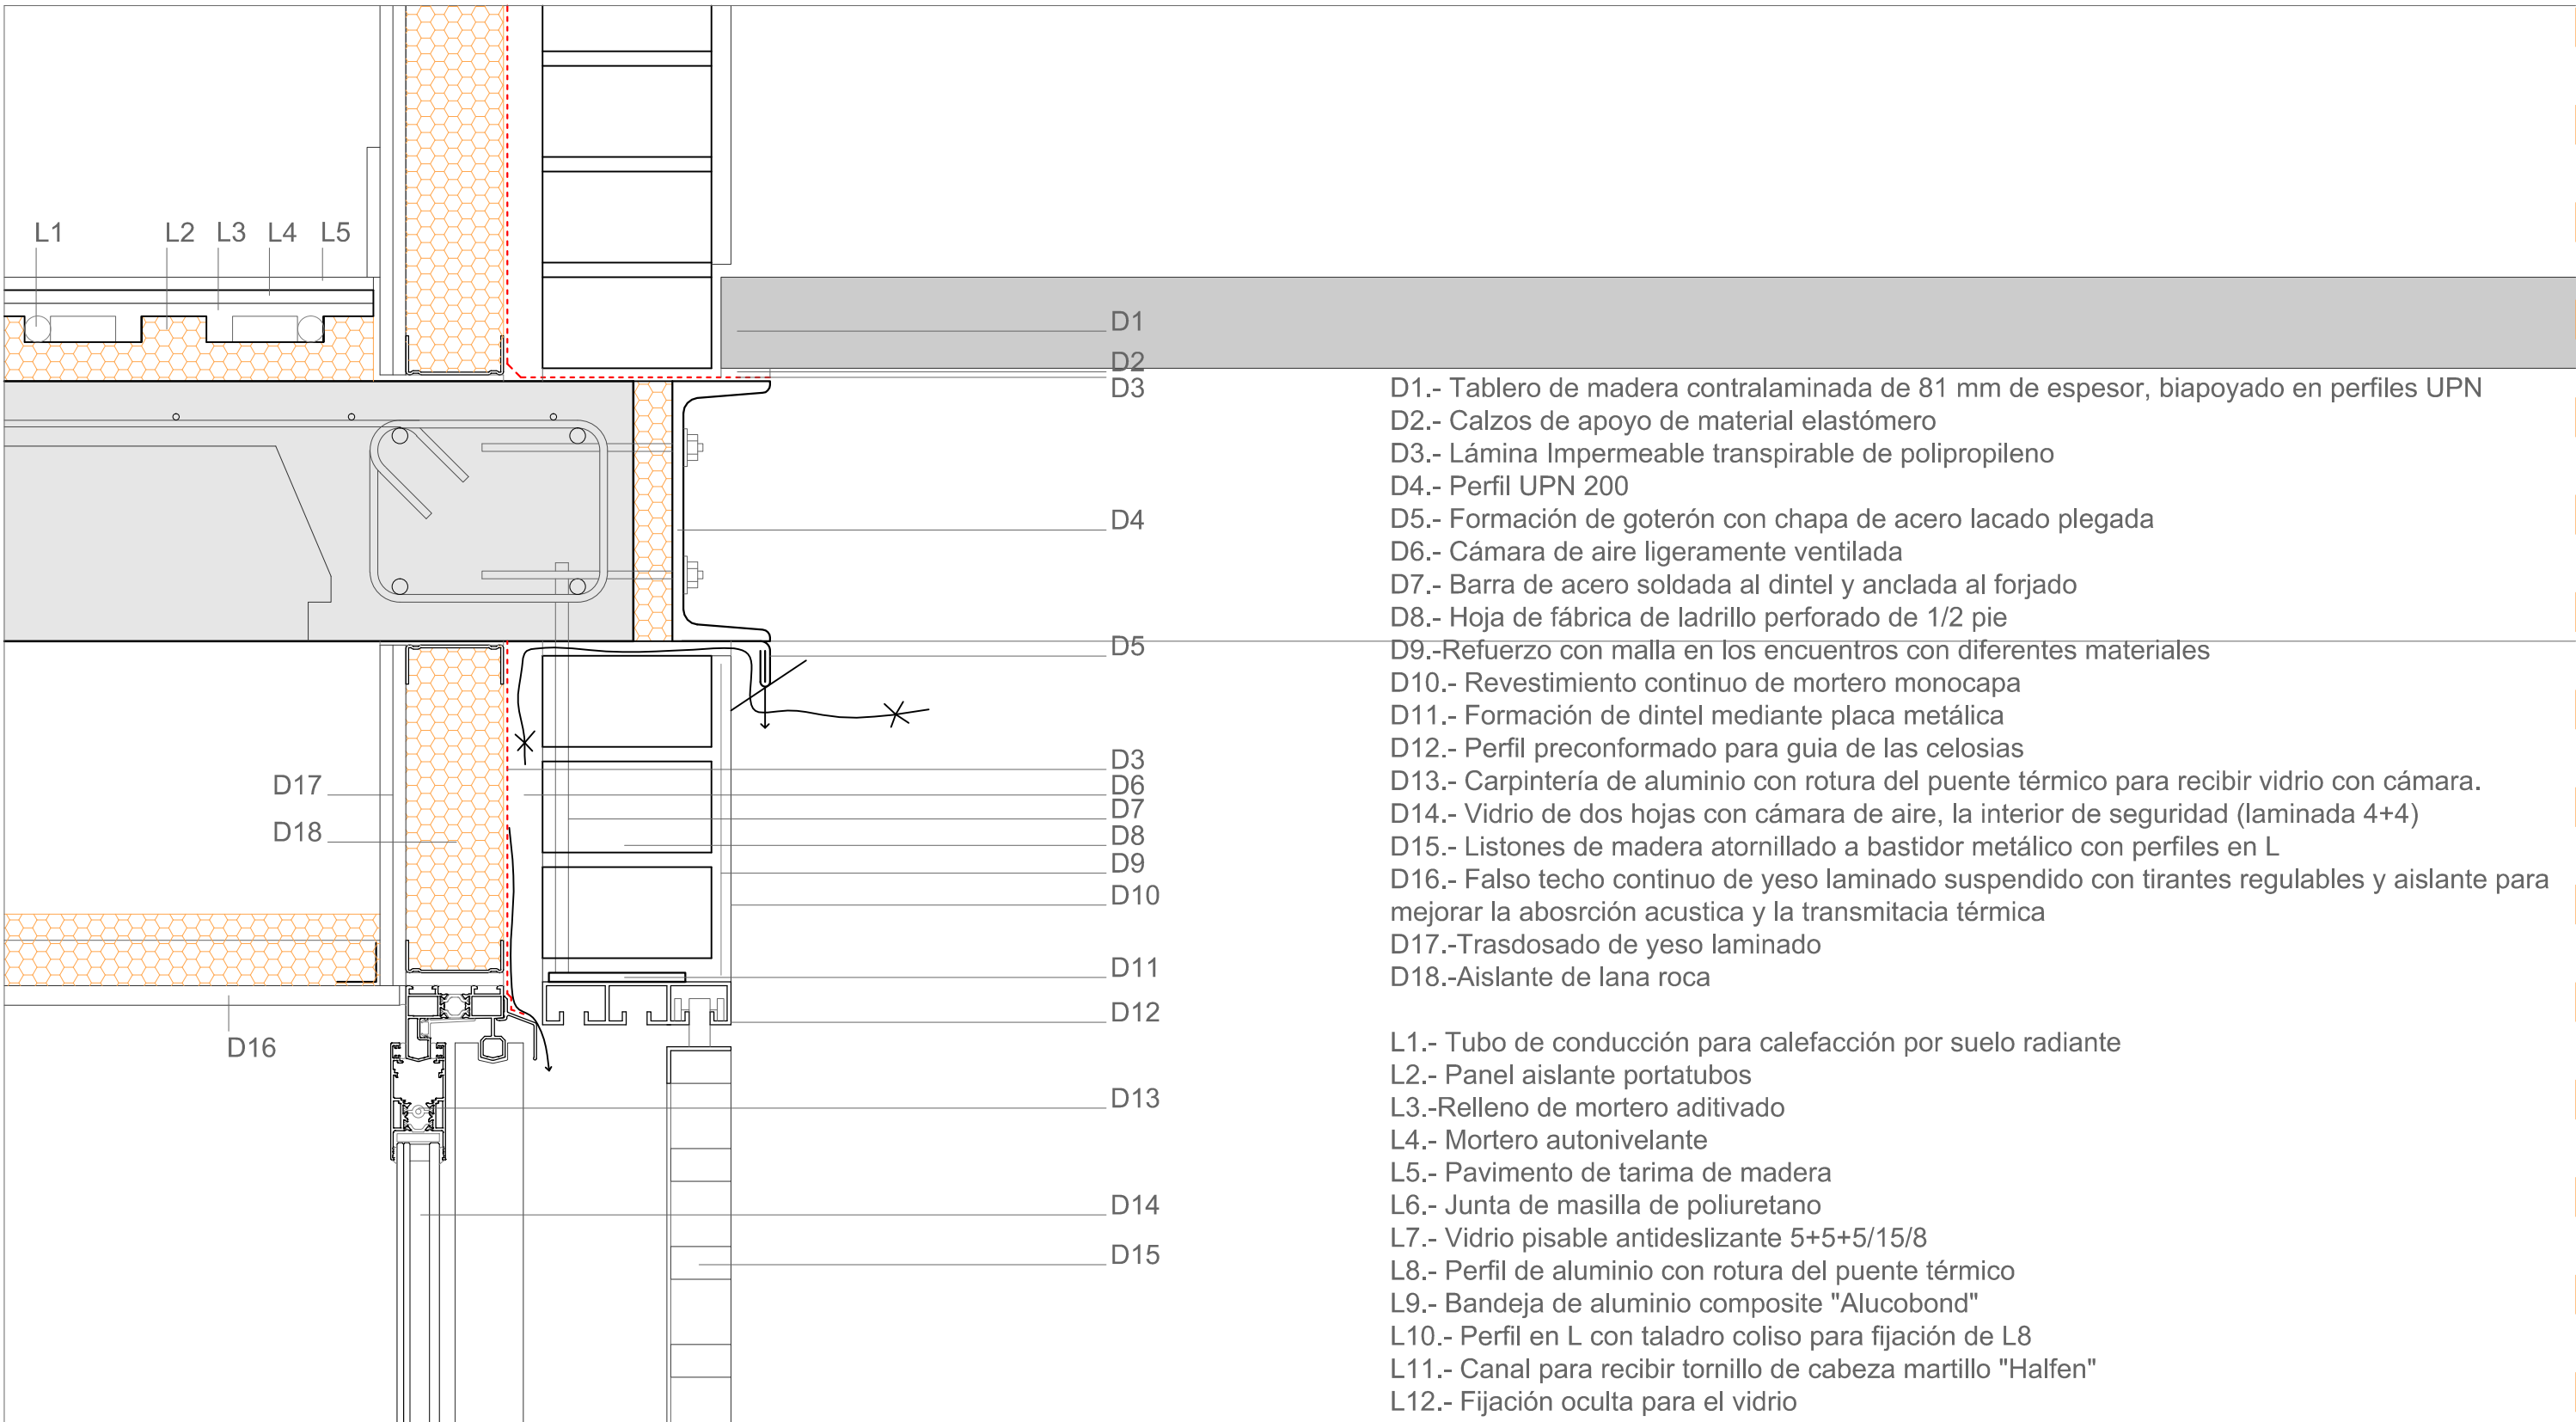 L1 L2 L3 L4 L5
D1
D2
D3
D4
D5
D3
D6
D7
D8
D9
D10
D11
D12
D13
D14
D15
D17
D18
D16
D1.- Tablero de madera contralaminada de 81 mm de espesor, biapoyado en perfiles UPN
D2.- Calzos de apoyo de material elastómero
D3.- Lámina Impermeable transpirable de polipropileno
D4.- Perfil UPN 200
D5.- Formación de goterón con chapa de acero lacado plegada
D6.- Cámara de aire ligeramente ventilada
D7.- Barra de acero soldada al dintel y anclada al forjado
D8.- Hoja de fábrica de ladrillo perforado de 1/2 pie
D9.-Refuerzo con malla en los encuentros con diferentes materiales
D10.- Revestimiento continuo de mortero monocapa
D11.- Formación de dintel mediante placa metálica
D12.- Perfil preconformado para guia de las celosias
D13.- Carpintería de aluminio con rotura del puente térmico para recibir vidrio con cámara.
D14.- Vidrio de dos hojas con cámara de aire, la interior de seguridad (laminada 4+4)
D15.- Listones de madera atornillado a bastidor metálico con perfiles en L
D16.- Falso techo continuo de yeso laminado suspendido con tirantes regulables y aislante para
mejorar la abosrción acustica y la transmitacia térmica
D17.-Trasdosado de yeso laminado
D18.-Aislante de lana roca
L1.- Tubo de conducción para calefacción por suelo radiante
L2.- Panel aislante portatubos
L3.-Relleno de mortero aditivado
L4.- Mortero autonivelante
L5.- Pavimento de tarima de madera
L6.- Junta de masilla de poliuretano
L7.- Vidrio pisable antideslizante 5+5+5/15/8
L8.- Perfil de aluminio con rotura del puente térmico
L9.- Bandeja de aluminio composite "Alucobond"
L10.- Perfil en L con taladro coliso para fijación de L8
L11.- Canal para recibir tornillo de cabeza martillo "Halfen"
L12.- Fijación oculta para el vidrio